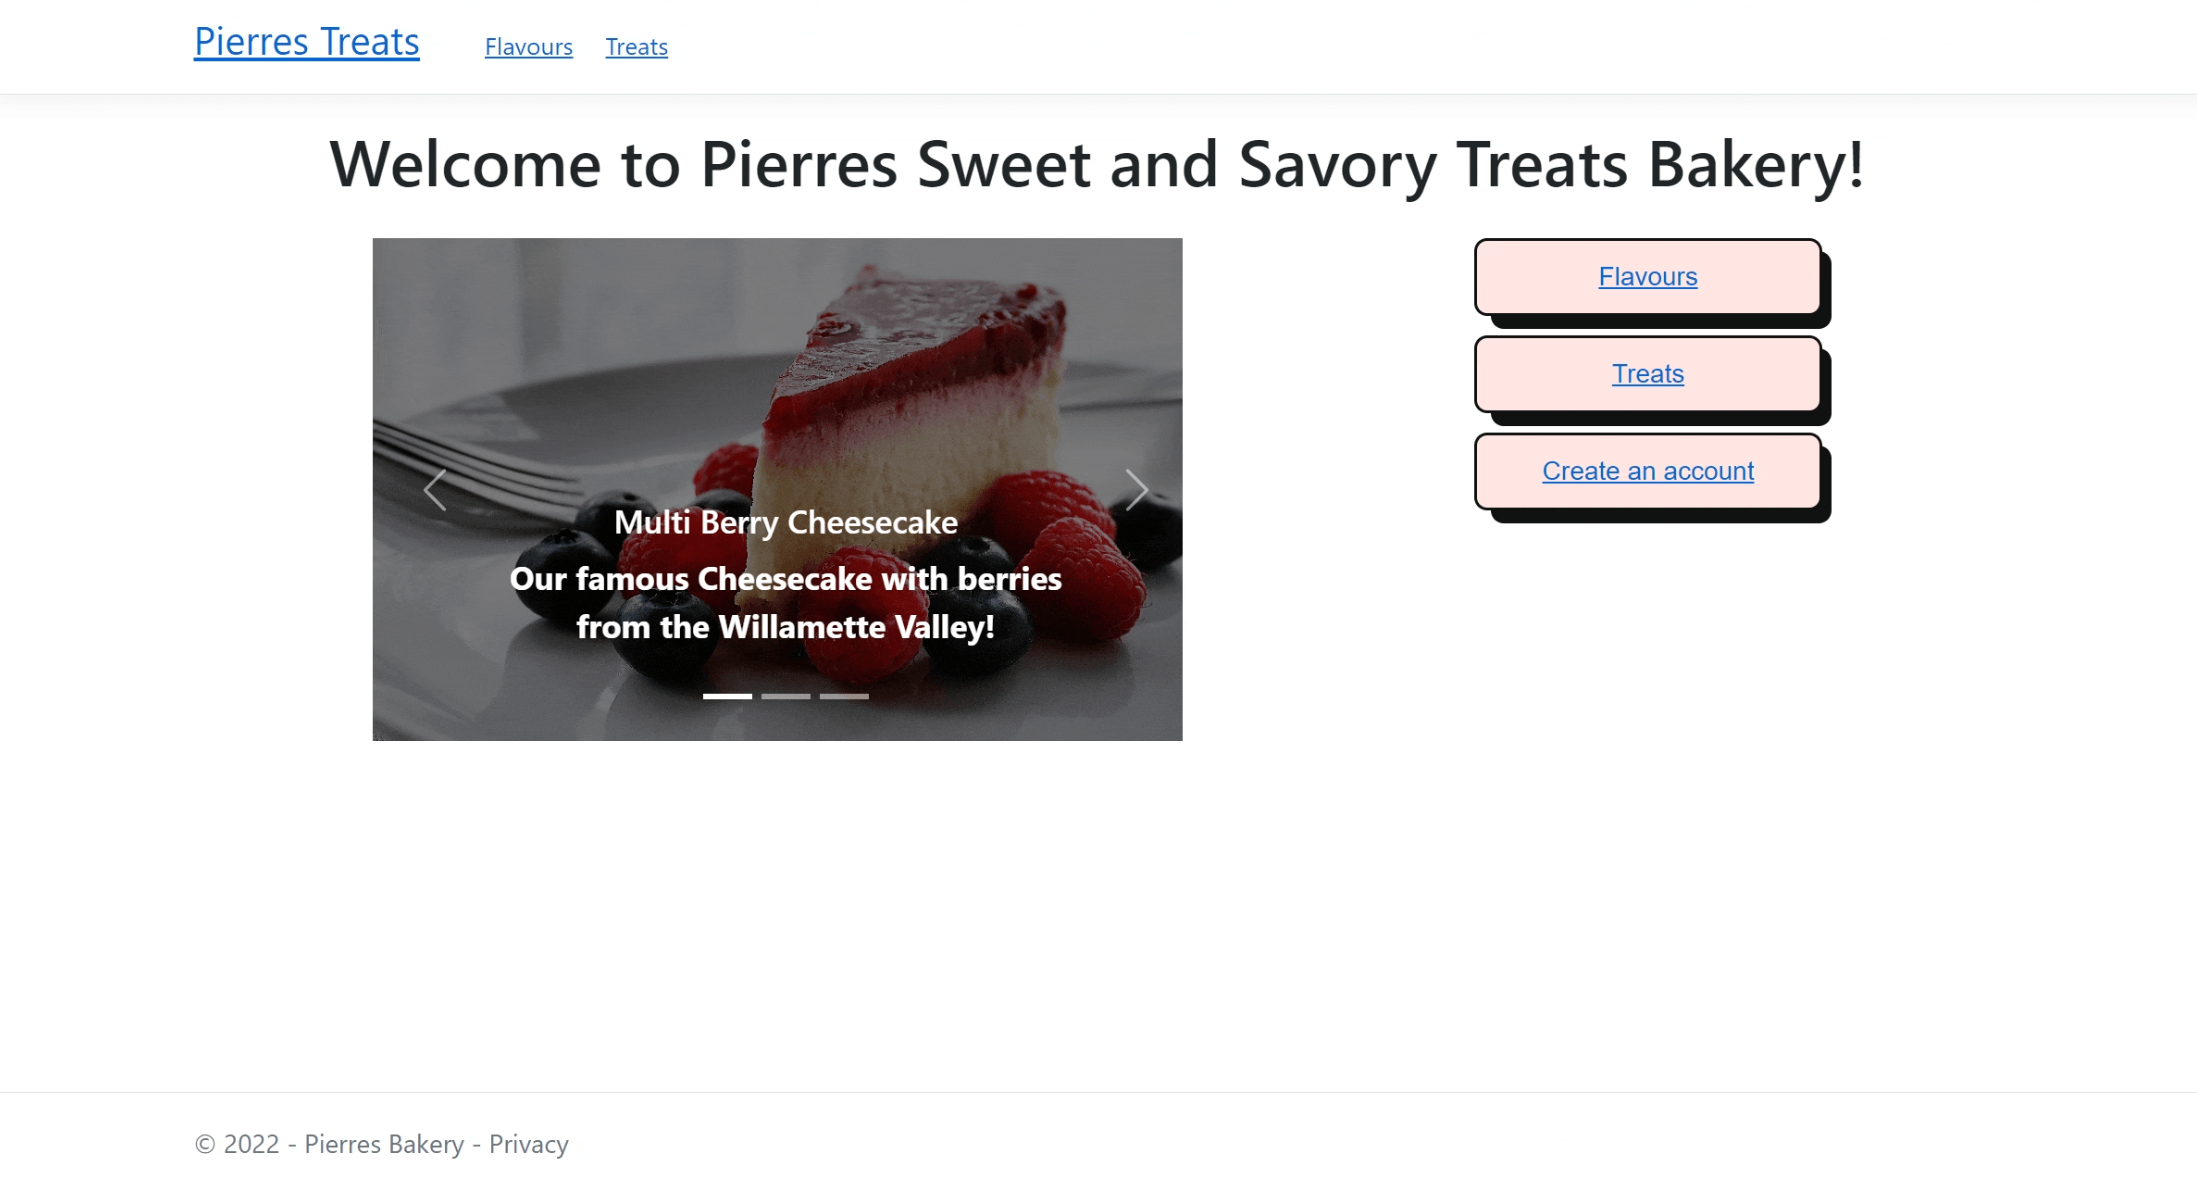 Pierres Treats
Flavours
Treats
Welcome to Pierres Sweet and Savory Treats Bakery!
Multi Berry Cheesecake
Our famous Cheesecake with berries
from the Willamette Valley!
Flavours
Treats
Create an account
© 2022 - Pierres Bakery - Privacy